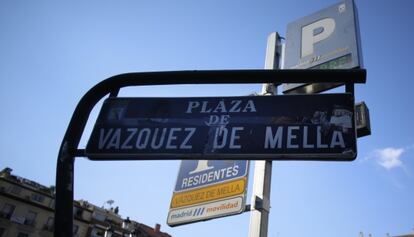 P
PLAZA
DE
VAZQUEZ DE MELLA
RESIDENTES
VAZQUEZ DE MELLA
madrid movilidad